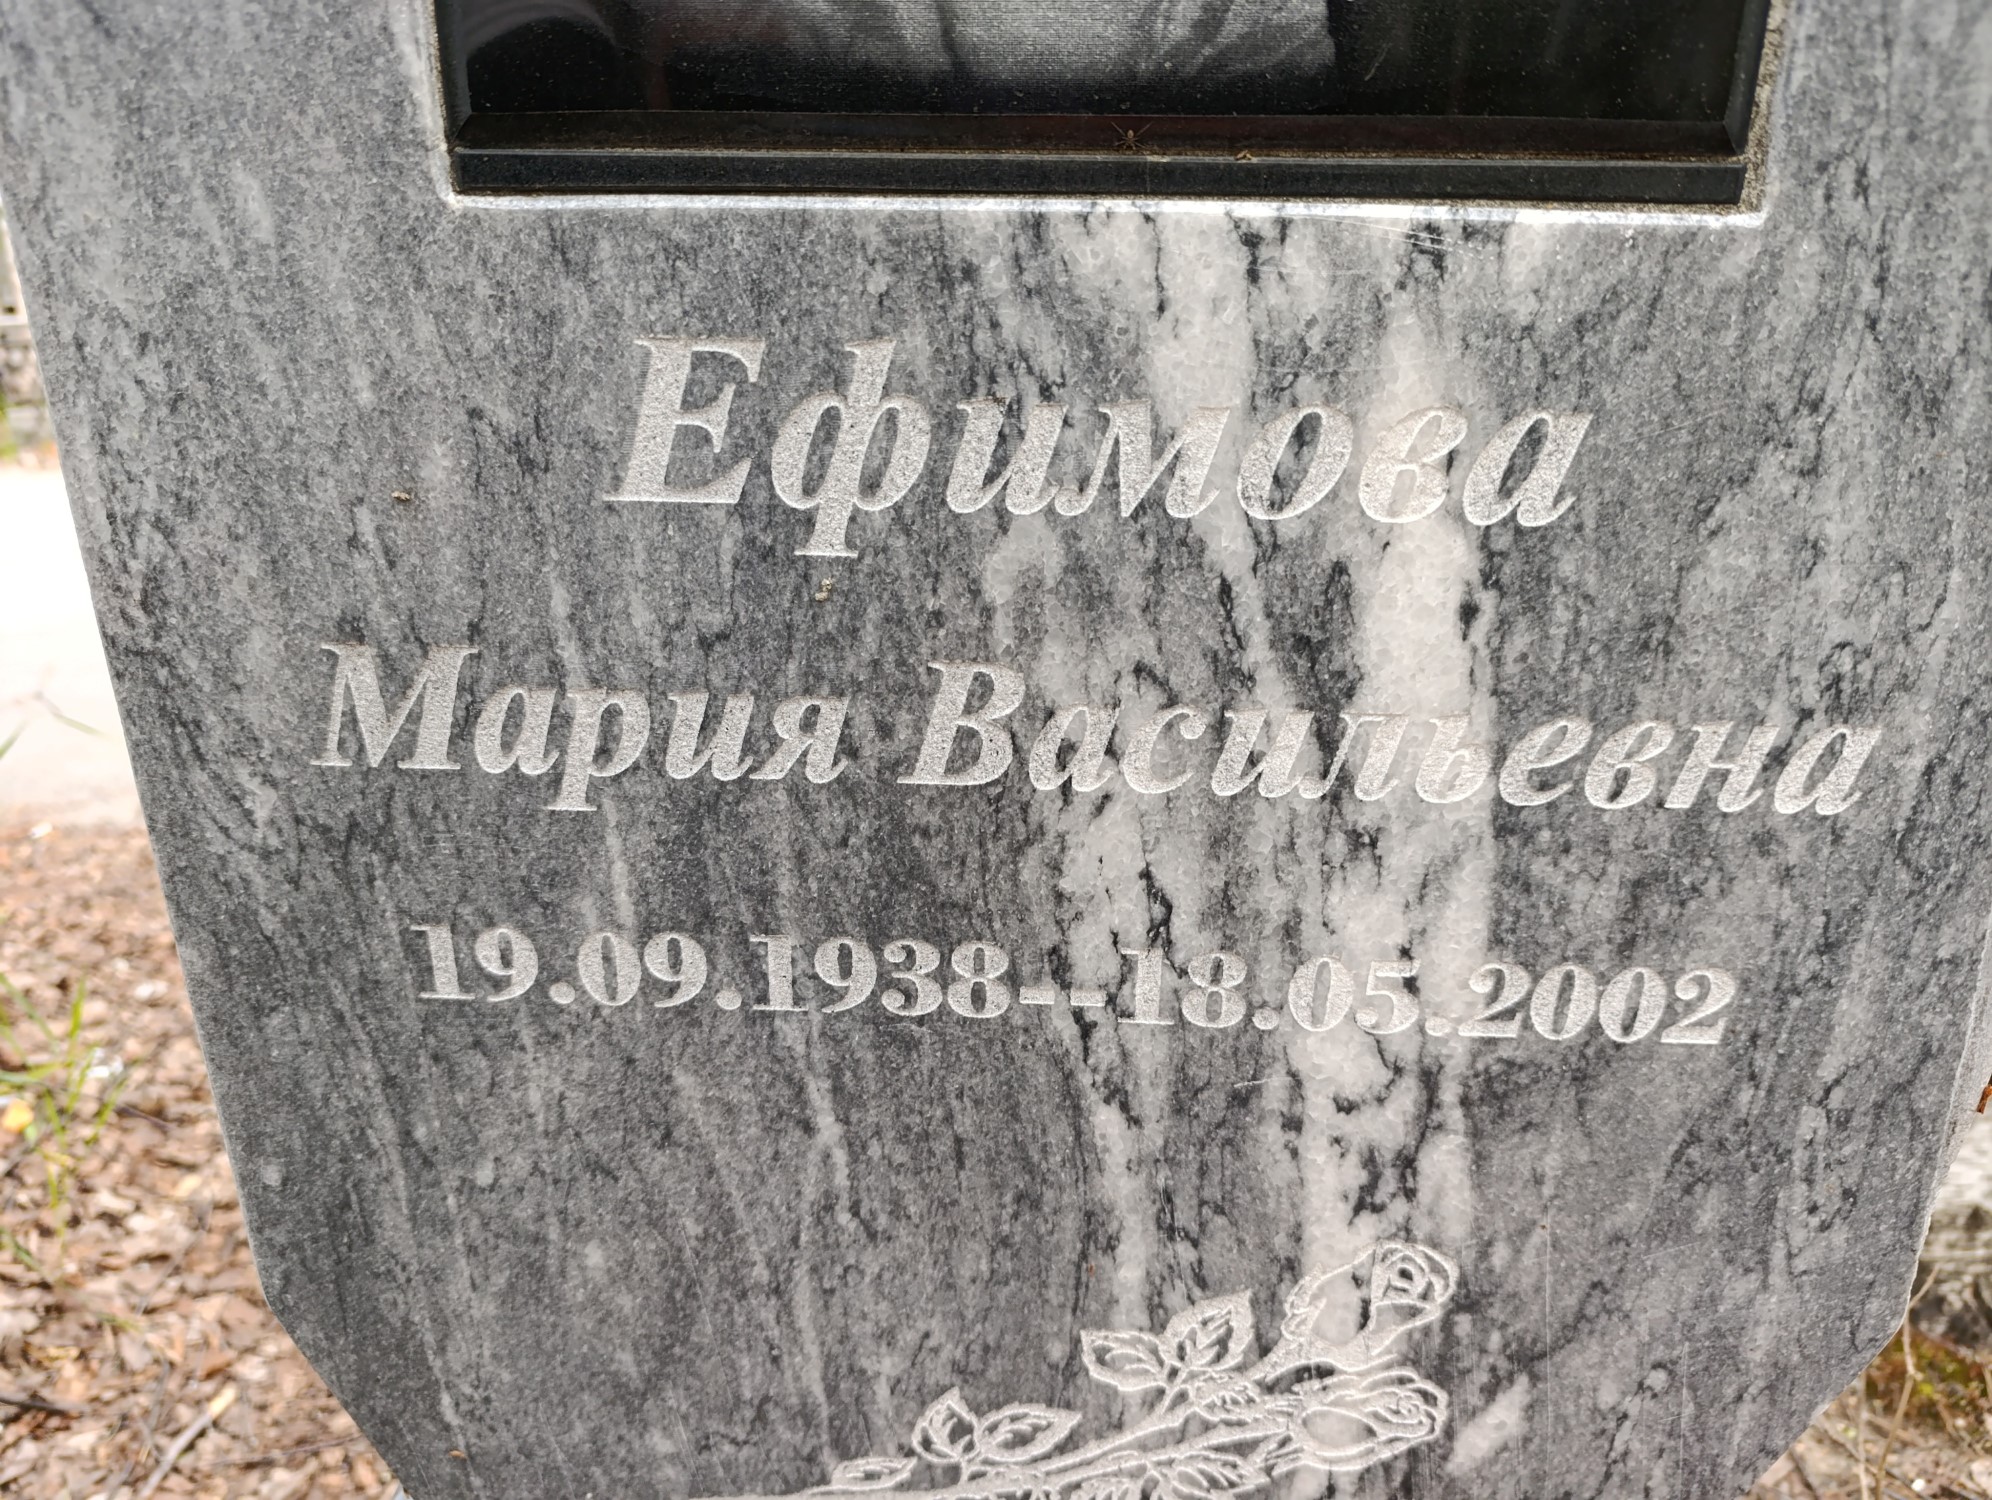 Ефимова
Мария Васильевна
19.09.1938--18.05.2002